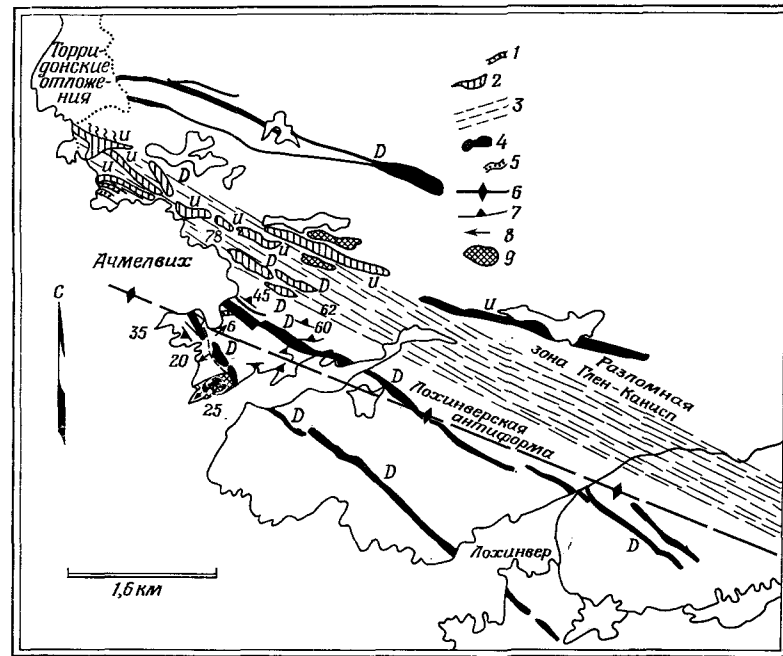 Торри-
донские
отложе-
ния
1
2
3
4
5
6
7
8
9
D
и
и
D
и
и
и
и
и
78
D
D
Ачмелвих
С
45
D
62
D
60
35
6
20
D
25
и
Разломная
зона Глен-Канисп
D
Лохинверская
антиформа
D
D
D
Лохинвер
1,6 км